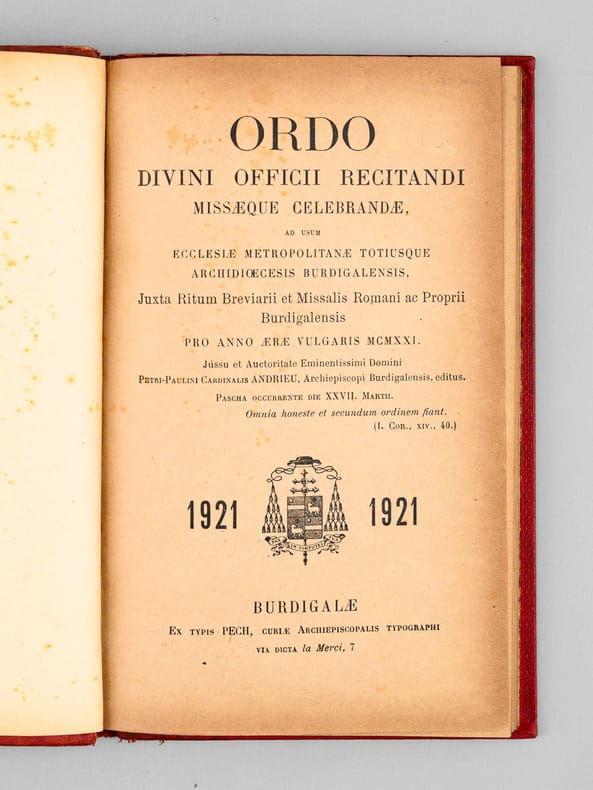 ORDO
DIVINI OFFICII RECITANDI
MISSÆQUE CELEBRANDÆ,
AD USUM
ECCLESIÆ METROPOLITANÆ TOTIUSQUE
ARCHIDIŒCESIS BURDIGALENSIS,
Juxta Ritum Breviarii et Missalis Romani ac Proprii
Burdigalensis
PRO ANNO ÆRÆ VULGARIS MCMXXI.
Jussu et Auctoritate Eminentissimi Domini
PETRI-PAULINI CARDINALIS ANDRIEU, Archiepiscopi Burdigalensis, editus.
PASCHA OCCURRENTE DIE XXVII. MARTII.
Omnia honeste et secundum ordinem fiant.
(I. COR., XIV., 40.)
1921 1921
IN VIRTUTE
BURDIGALÆ
EX TYPIS PECH, CURIÆ ARCHIEPISCOPALIS TYPOGRAPHI
VIA DICTA la Merci, 7